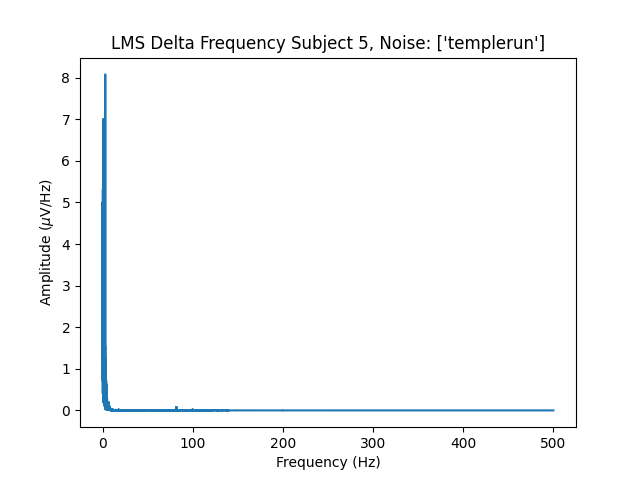 LMS Delta Frequency Subject 5, Noise: ['templerun']
8
7
6
5
4
3
2
1
0
Amplitude (µV/Hz)
0 100 200 300 400 500
Frequency (Hz)